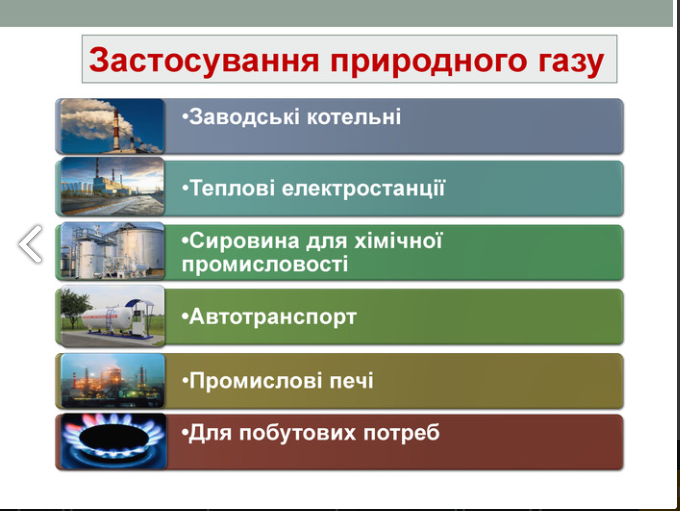 Застосування природного газу
•Заводські котельні
•Теплові електростанції
•Сировина для хімічної
промисловості
•Автотранспорт
•Промислові печі
•Для побутових потреб